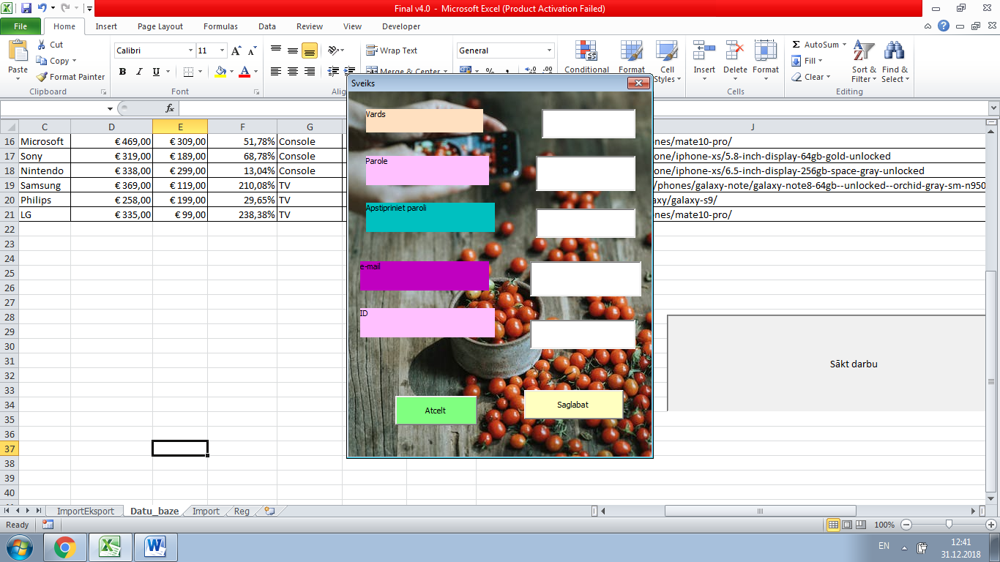 Final v4.0 - Microsoft Excel (Product Activation Failed)
File Home Insert Page Layout Formulas Data Review View Developer
Cut
Copy
Format Painter
Paste
Clipboard
Calibri 11
B I U
Font
Wrap Text
Merge & Center
General
Conditional
Format
Cell
Styles
Insert Delete Format
Cells
AutoSum
Fill
Clear
Sort &
Filter
Find &
Select
Editing
Sveiks
Vards
Parole
Apstipriniet paroli
e-mail
ID
Atcelt
Saglabat
C D E F G J
16 Microsoft € 469,00 € 309,00 51,78% Console nes/mate10-pro/
17 Sony € 319,00 € 189,00 68,78% Console one/iphone-xs/5.8-inch-display-64gb-gold-unlocked
18 Nintendo € 338,00 € 299,00 13,04% Console one/iphone-xs/6.5-inch-display-256gb-space-gray-unlocked
19 Samsung € 369,00 € 119,00 210,08% TV /phones/galaxy-note/galaxy-note8-64gb--unlocked--orchid-gray-sm-n950
20 Philips € 258,00 € 199,00 29,65% TV axy/galaxy-s9/
21 LG € 335,00 € 99,00 238,38% TV nes/mate10-pro/
22
23
24
25
26
27
28
29
30
31
32
33
34
35
36
37
38
39
40
Sākt darbu
ImportEksport Datu_baze Import Reg
Ready
100%
EN
12:41
31.12.2018